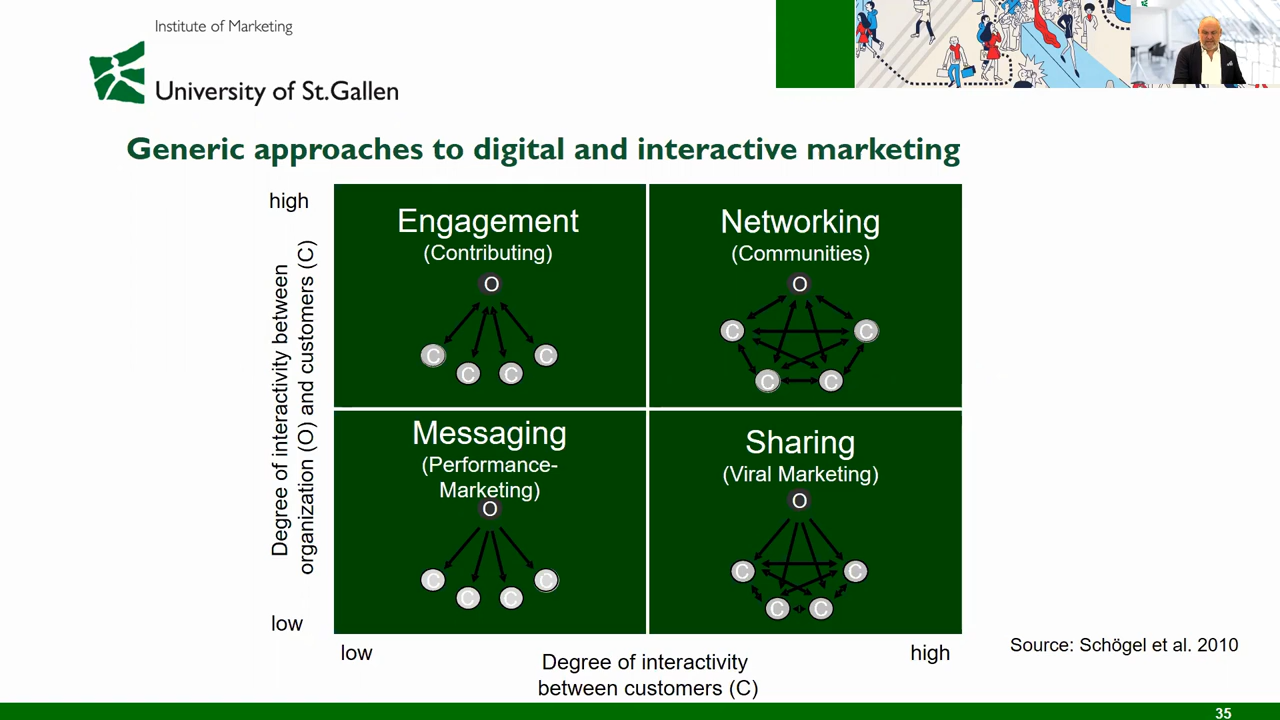 Institute of Marketing
University of St.Gallen
Generic approaches to digital and interactive marketing
high
Degree of interactivity between
organization (O) and customers (C)
low
Engagement
(Contributing)
O
C
C
C
C
Networking
(Communities)
O
C
C
C
C
Messaging
(Performance-
Marketing)
O
C
C
C
C
Sharing
(Viral Marketing)
O
C
C
C
C
low
Degree of interactivity
between customers (C)
high
Source: Schögel et al. 2010
35